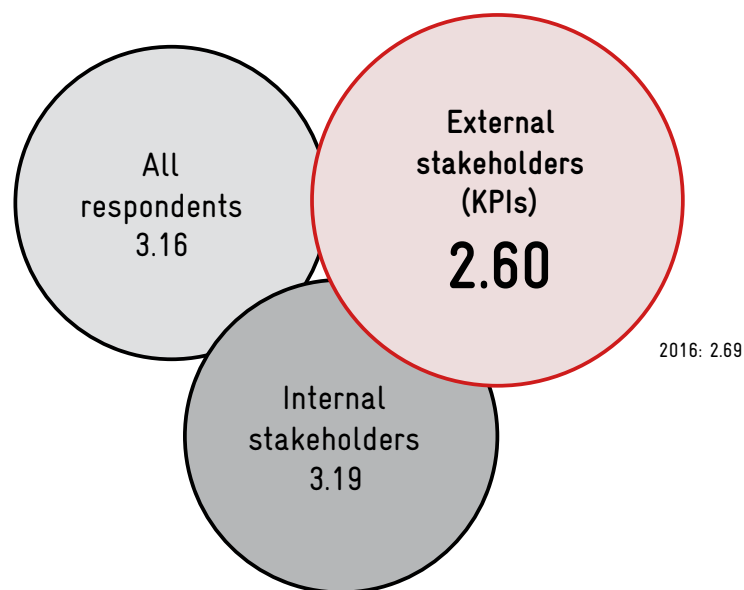 All
respondents
3.16
External
stakeholders
(KPIs)
2.60
2016: 2.69
Internal
stakeholders
3.19